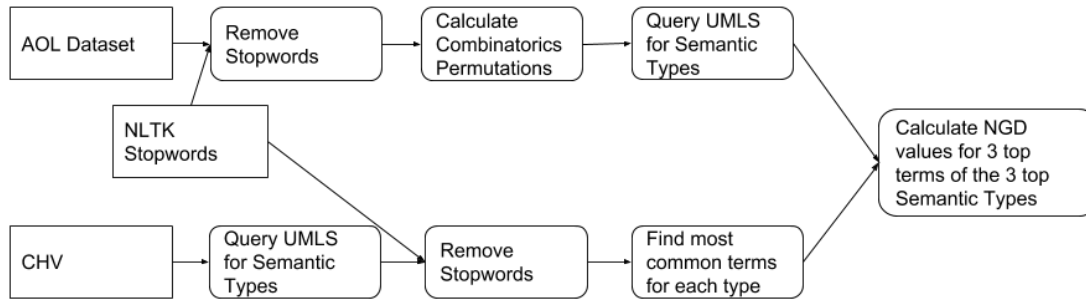 AOL Dataset
Remove
Stopwords
Calculate
Combinatorics
Permutations
Query UMLS
for Semantic
Types
NLTK
Stopwords
Calculate NGD
values for 3 top
terms of the 3 top
Semantic Types
CHV
Query UMLS
for Semantic
Types
Remove
Stopwords
Find most
common terms
for each type